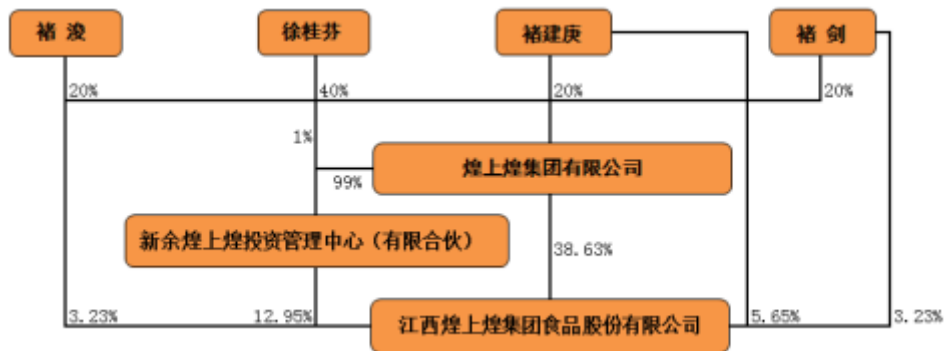 褚 浚
徐桂芬
褚建庚
褚 剑
20%
40%
20%
20%
1%
煌上煌集团有限公司
99%
新余煌上煌投资管理中心（有限合伙）
38.63%
3.23%
12.95%
江西煌上煌集团食品股份有限公司
5.65%
3.23%